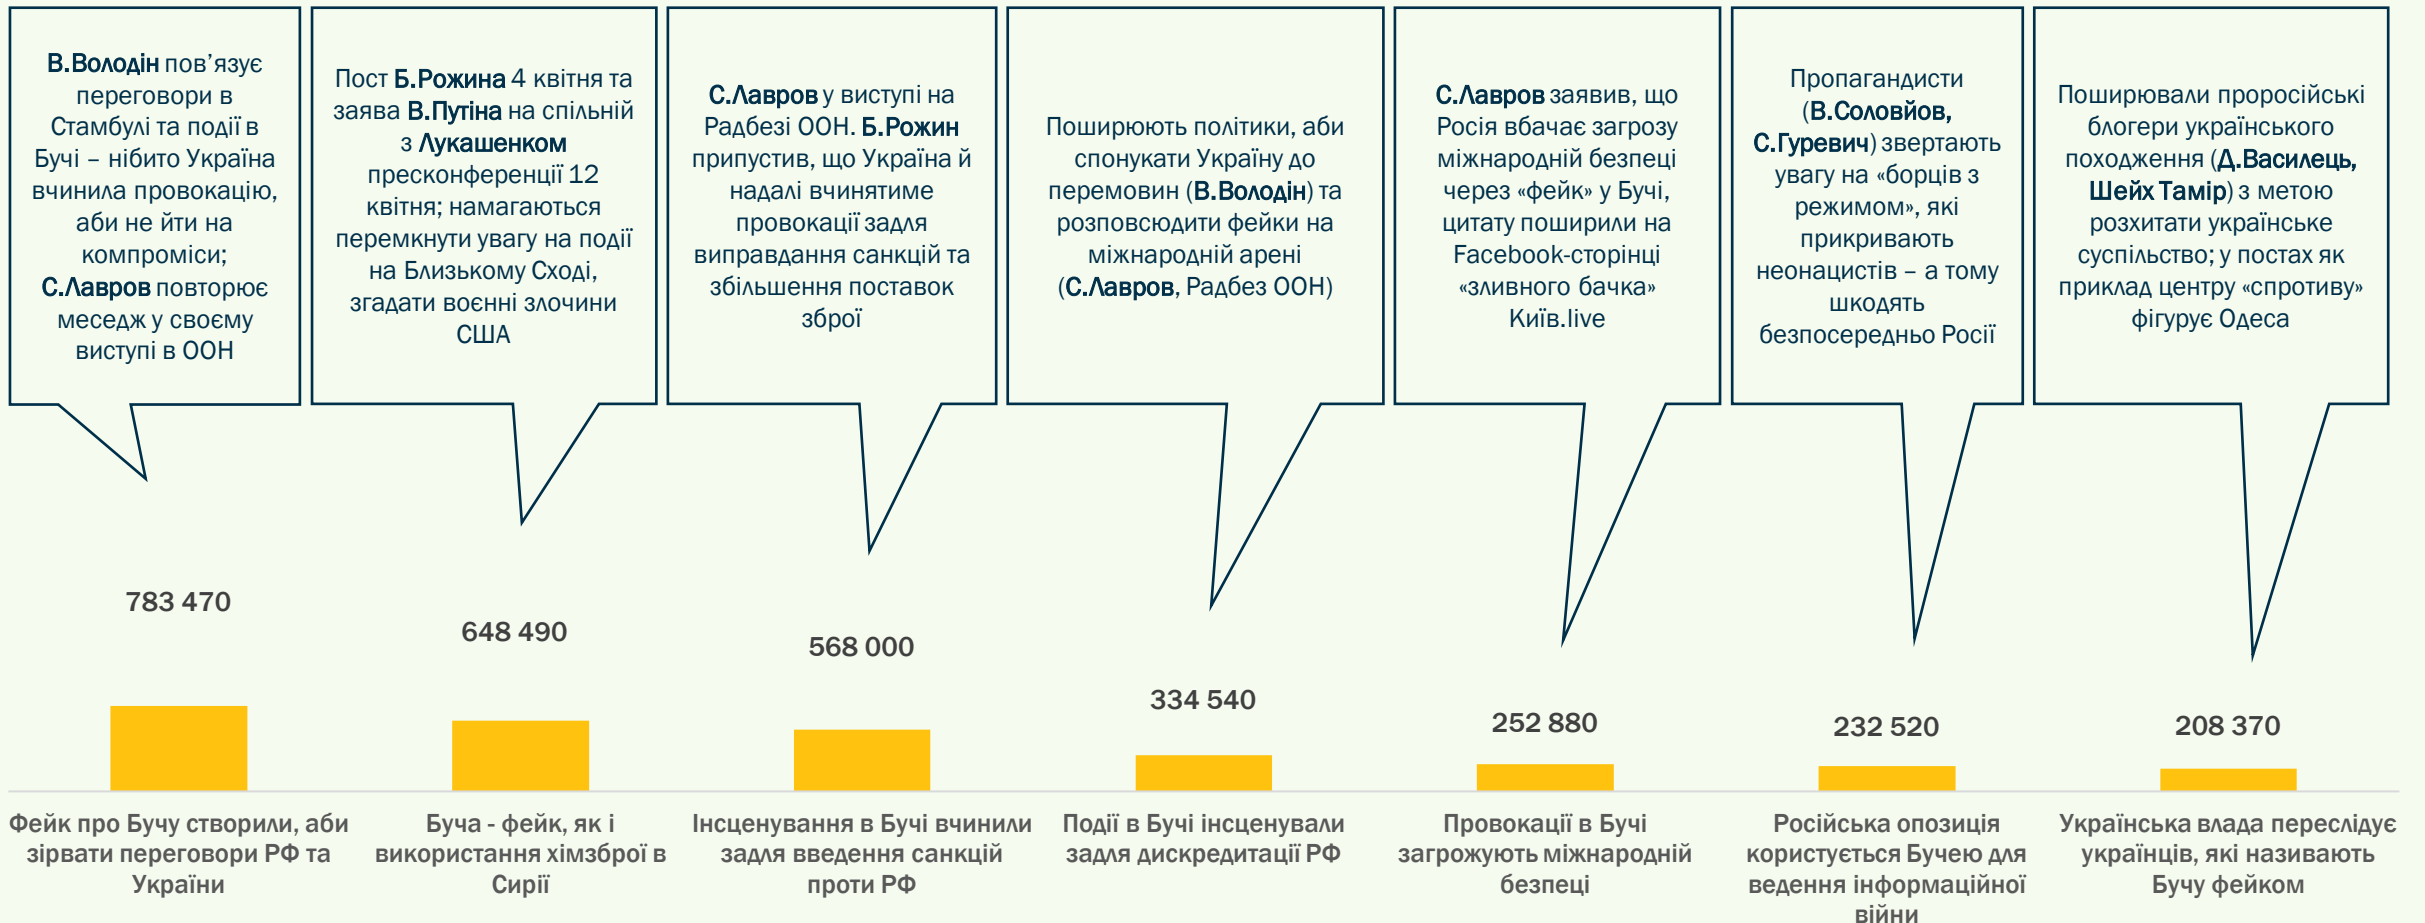 В.Володін пов’язує
переговори в
Стамбулі та події в
Бучі – нібито Україна
вчинила провокацію,
аби не йти на
компроміси;
С.Лавров повторює
меседж у своєму
виступі в ООН
Пост Б.Рожина 4 квітня та
заява В.Путіна на спільній
з Лукашенком
пресконференції 12
квітня; намагаються
перемкнути увагу на події
на Близькому Сході,
згадати воєнні злочини
США
С.Лавров у виступі на
Радбезі ООН. Б.Рожин
припустив, що Україна й
надалі вчинятиме
провокації задля
виправдання санкцій та
збільшення поставок
зброї
Поширюють політики, аби
спонукати Україну до
перемовин (В.Володін) та
розповсюдити фейки на
міжнародній арені
(С.Лавров, Радбез ООН)
С.Лавров заявив, що
Росія вбачає загрозу
міжнародній безпеці
через «фейк» у Бучі,
цитату поширили на
Facebook-сторінці
«зливного бачка»
Київ.live
Пропагандисти
(В.Соловйов,
С.Гуревич) звертають
увагу на «борців з
режимом», які
прикривають
неонацистів – а тому
шкодять
безпосередньо Росії
Поширювали проросійські
блогери українського
походження (Д.Василець,
Шейх Тамір) з метою
розхитати українське
суспільство; у постах як
приклад центру «спротиву»
фігурує Одеса
783 470
648 490
568 000
334 540
252 880
232 520
208 370
Фейк про Бучу створили, аби
зірвати переговори РФ та
України
Буча - фейк, як і
використання хімзброї в
Сирії
Інсценування в Бучі вчинили
задля введення санкцій
проти РФ
Події в Бучі інсценували
задля дискредитації РФ
Провокації в Бучі
загрожують міжнародній
безпеці
Російська опозиція
користується Бучею для
ведення інформаційної
війни
Українська влада переслідує
українців, які називають
Бучу фейком